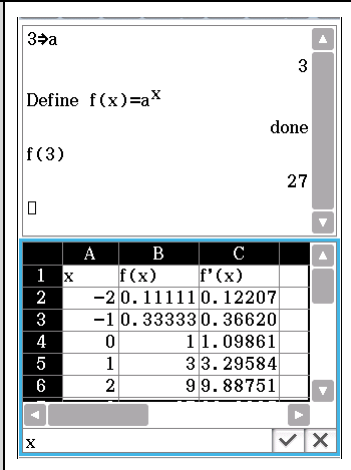 3⇒a
3
Define f(x)=a^x
done
f(3)
27
A B C
1 x f(x) f'(x)
2 -2 0.11111 0.12207
3 -1 0.33333 0.36620
4 0 1 1.09861
5 1 3 3.29584
6 2 9 9.88751
x